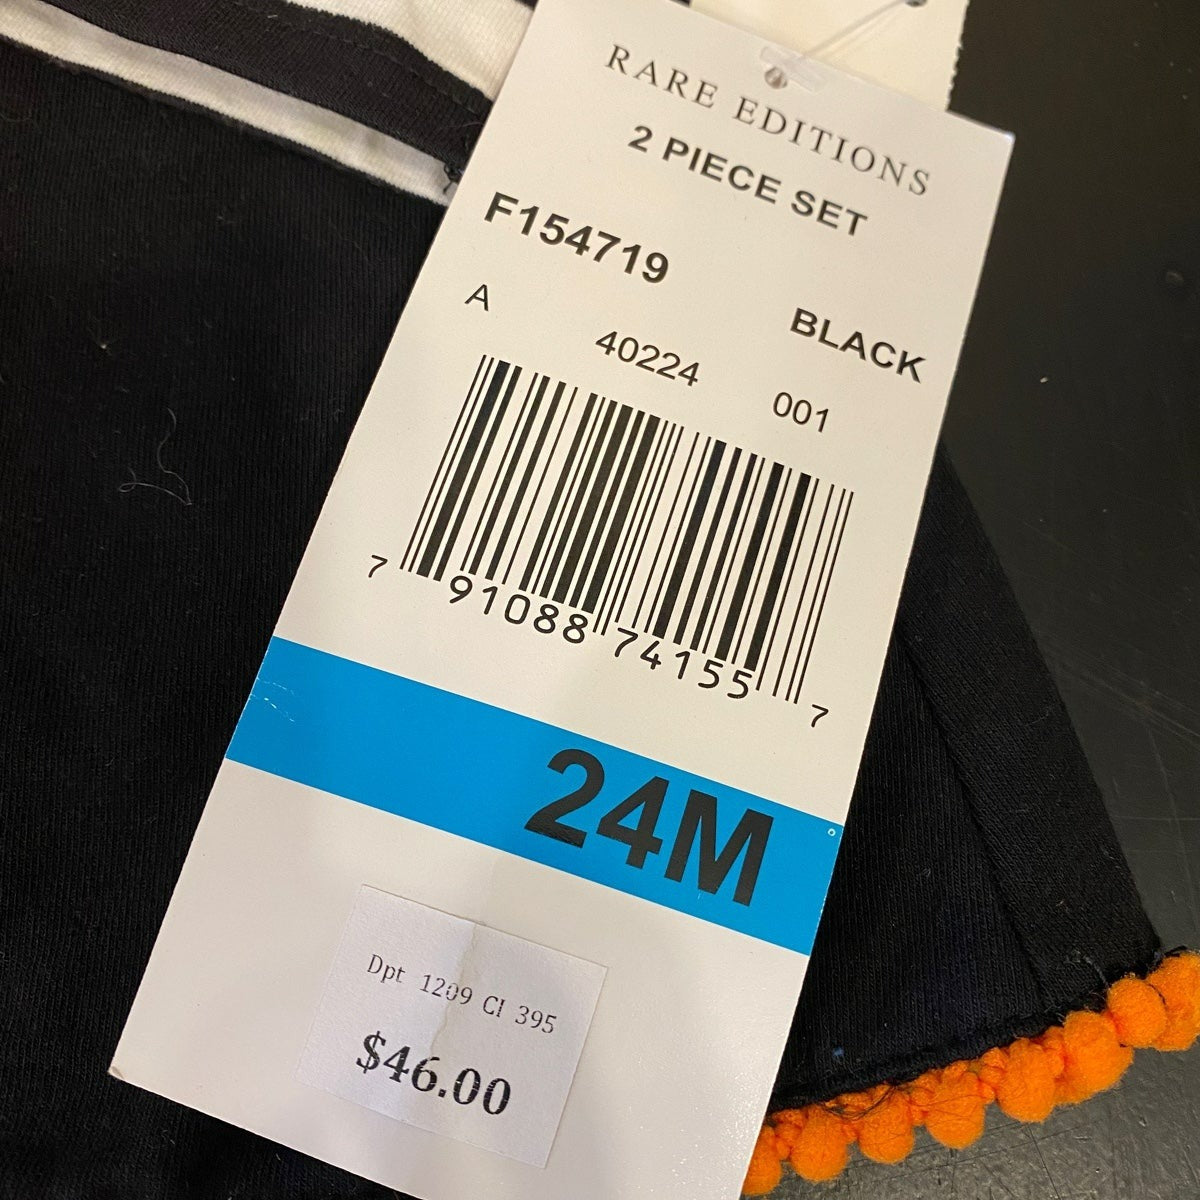 RARE EDITIONS
2 PIECE SET
F154719
A
BLACK
40224
001
7 91088 74155 7
24M
Dpt 1209 Cl 395
$46.00